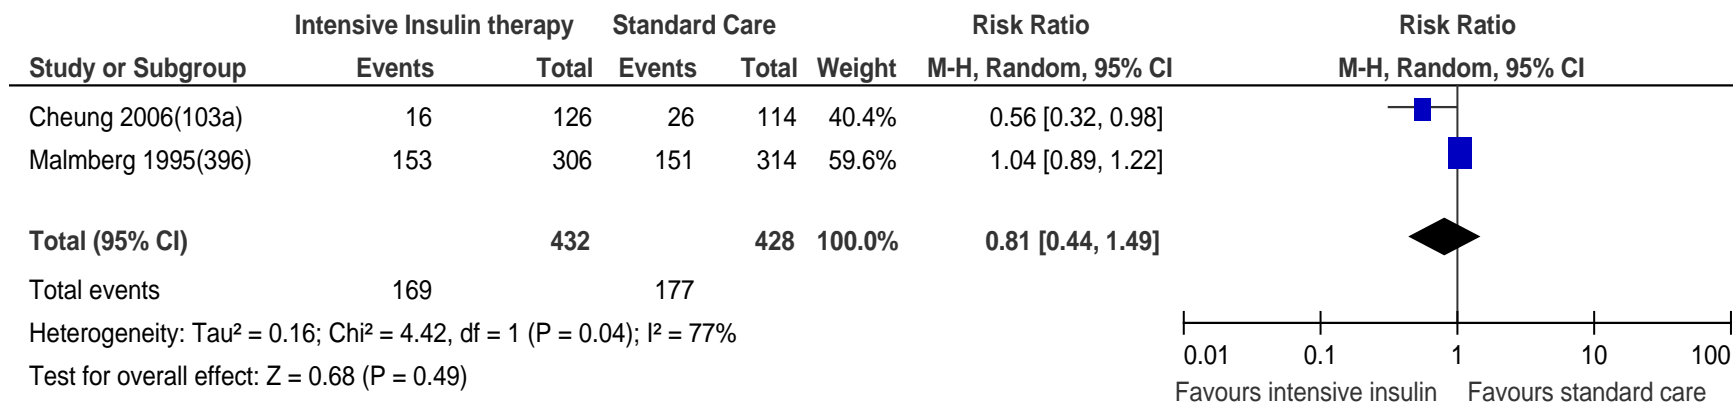 Intensive Insulin therapy Standard Care Risk Ratio Risk Ratio
Study or Subgroup Events Total Events Total Weight M-H, Random, 95% CI M-H, Random, 95% CI
Cheung 2006(103a) 16 126 26 114 40.4% 0.56 [0.32, 0.98]
Malmberg 1995(396) 153 306 151 314 59.6% 1.04 [0.89, 1.22]
Total (95% CI) 432 428 100.0% 0.81 [0.44, 1.49]
Total events 169 177
Heterogeneity: Tau² = 0.16; Chi² = 4.42, df = 1 (P = 0.04); I² = 77%
Test for overall effect: Z = 0.68 (P = 0.49)
0.01 0.1 1 10 100
Favours intensive insulin Favours standard care